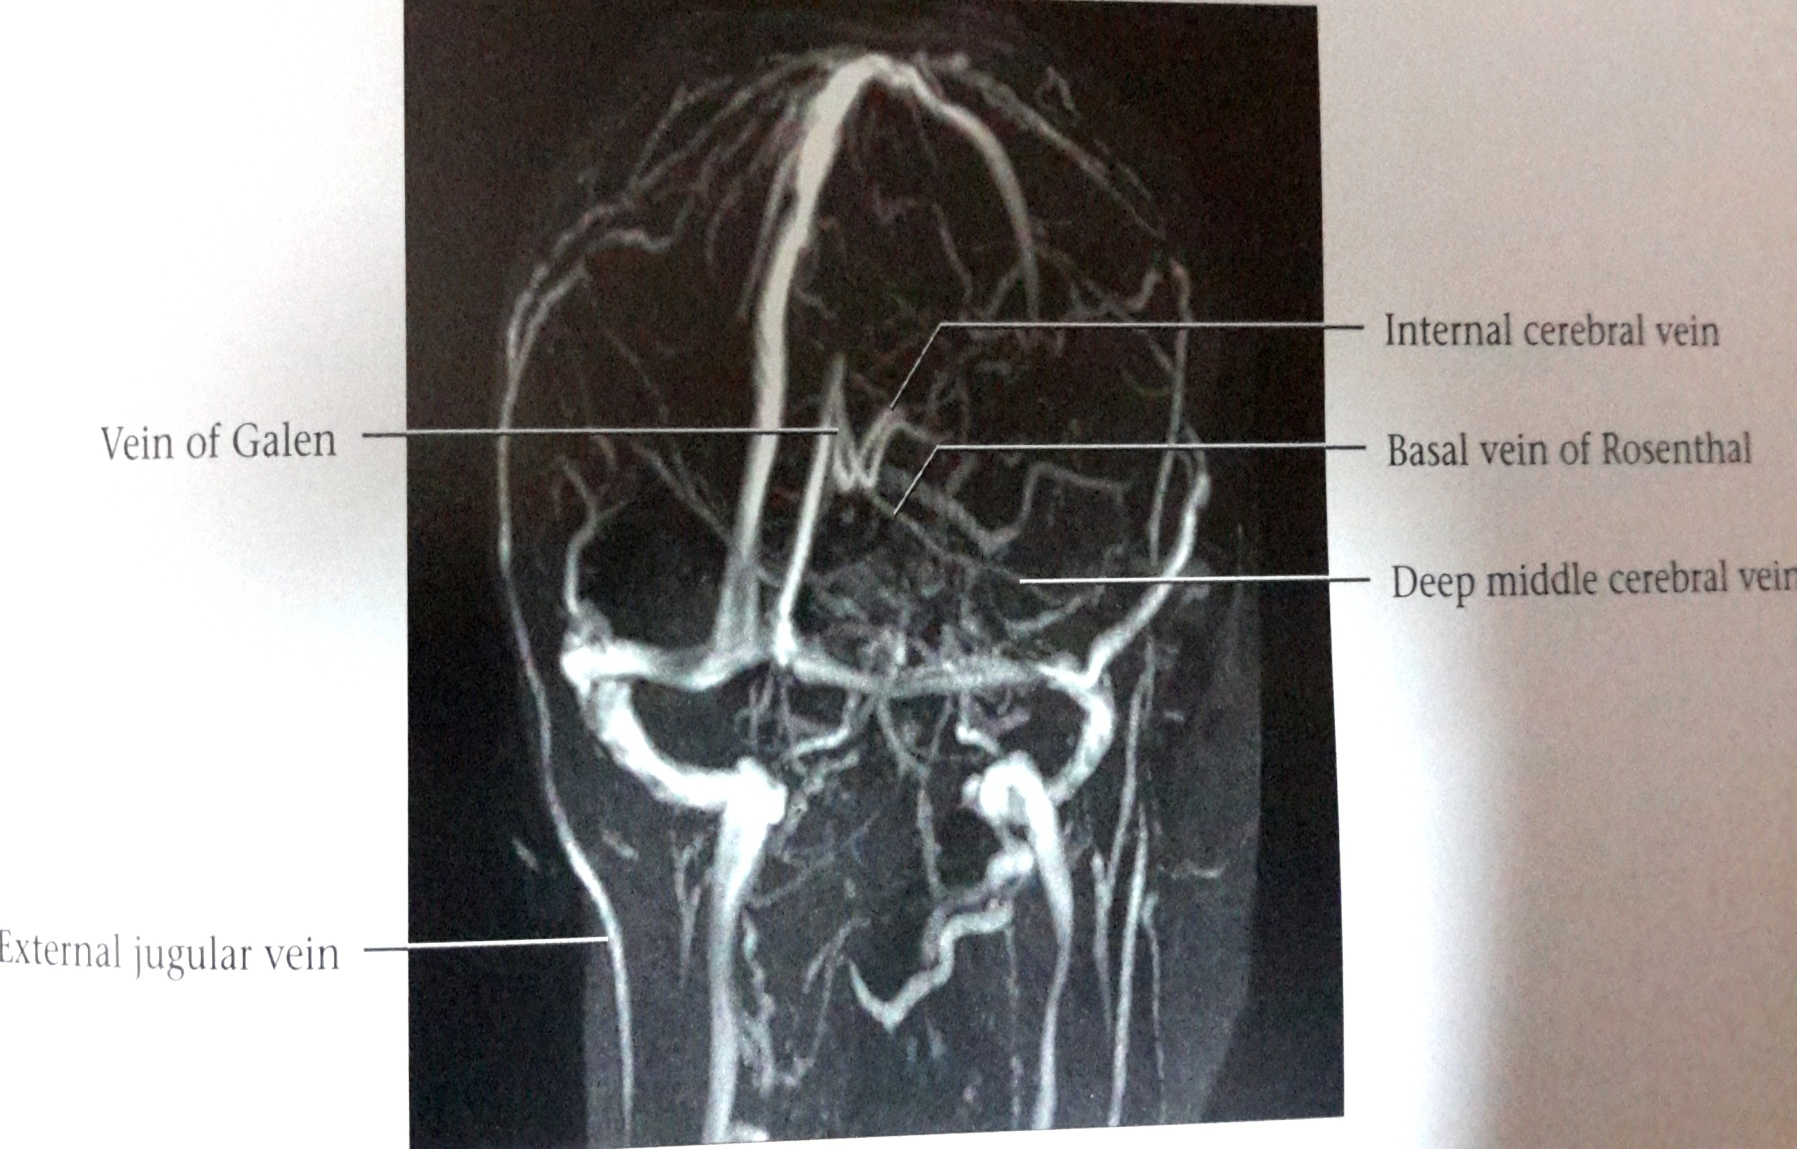 Internal cerebral vein
Vein of Galen
Basal vein of Rosenthal
Deep middle cerebral vein
External jugular vein